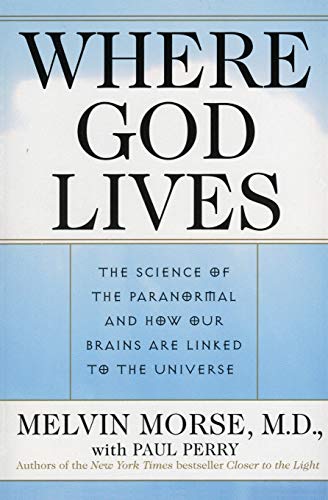 WHERE
GOD
LIVES
THE SCIENCE OF
THE PARANORMAL
AND HOW OUR
BRAINS ARE LINKED
TO THE UNIVERSE
MELVIN MORSE, M.D.,
with PAUL PERRY
Authors of the New York Times bestseller Closer to the Light